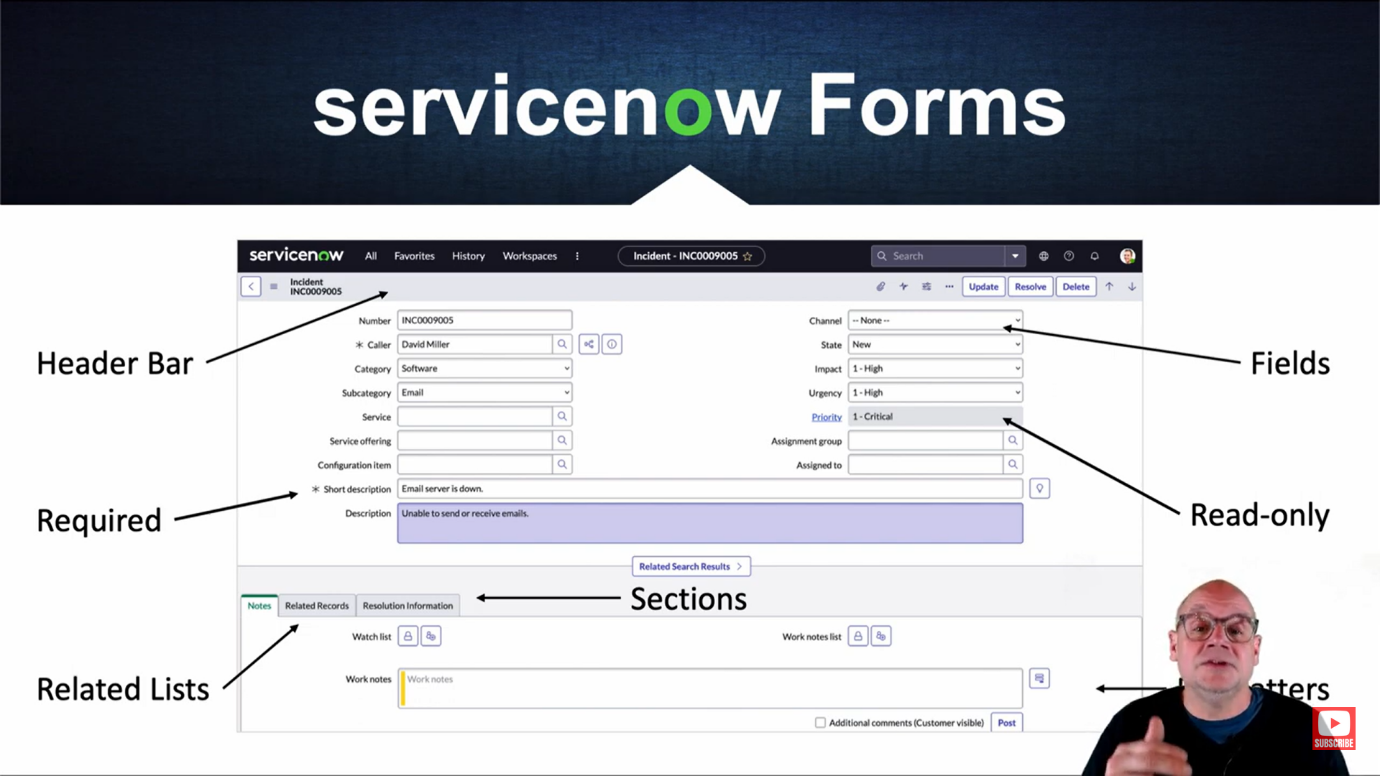 servicenow Forms
servicenow All Favorites History Workspaces Incident - INC0009005 Search
Incident
INC0009005
Update Resolve Delete
Header Bar
Number INC0009005
Channel -- None --
* Caller David Miller
State New
Category Software
Impact 1 - High
Subcategory Email
Urgency 1 - High
Service
Priority 1 - Critical
Service offering
Assignment group
Configuration item
Assigned to
* Short description Email server is down.
Description Unable to send or receive emails.
Fields
Required
Read-only
Related Search Results
Sections
Notes Related Records Resolution Information
Watch list
Work notes list
Related Lists
Work notes Work notes
Additional comments (Customer visible) Post
SUBSCRIBE